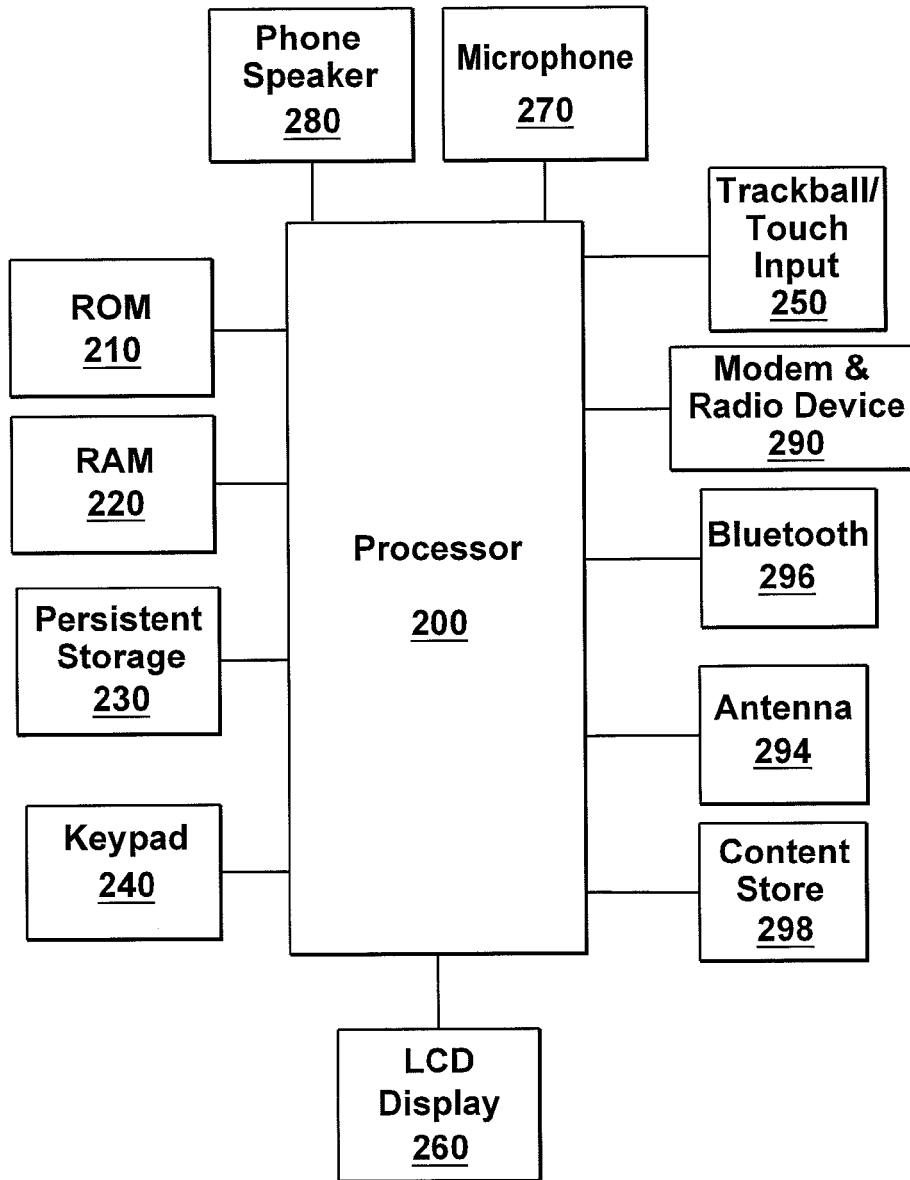 Phone
Speaker
280
Microphone
270
Trackball/
Touch
Input
250
ROM
210
Modem &
Radio Device
290
RAM
220
Bluetooth
296
Processor
200
Persistent
Storage
230
Antenna
294
Keypad
240
Content
Store
298
LCD
Display
260